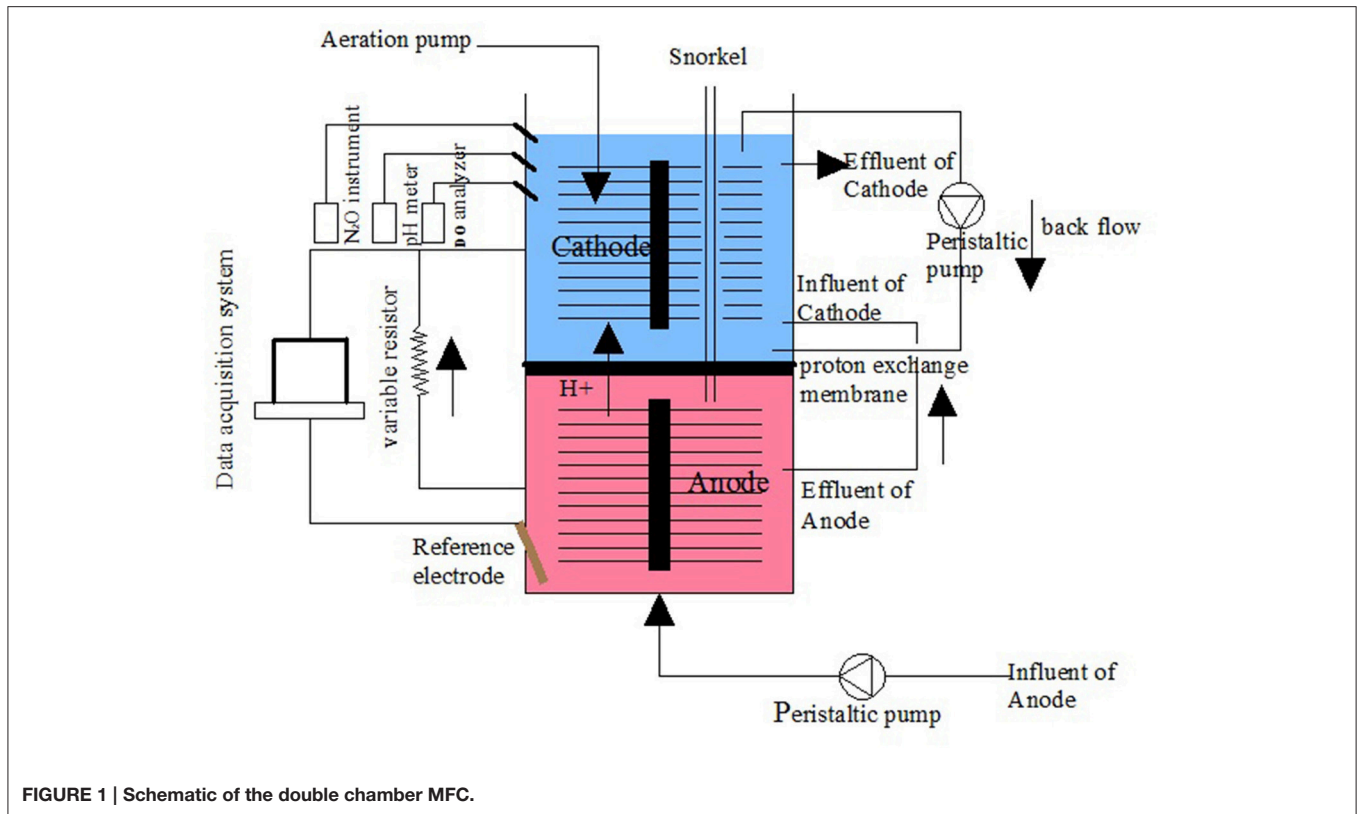 Aeration pump
Snorkel
N₂O instrument
pH meter
DO analyzer
Effluent of
Cathode
Cathode
Peristaltic
pump
back flow
Data acquisition system
variable resistor
Influent of
Cathode
proton exchange
membrane
H+
Anode
Effluent of
Anode
Reference
electrode
Influent of
Anode
Peristaltic pump
FIGURE 1 | Schematic of the double chamber MFC.